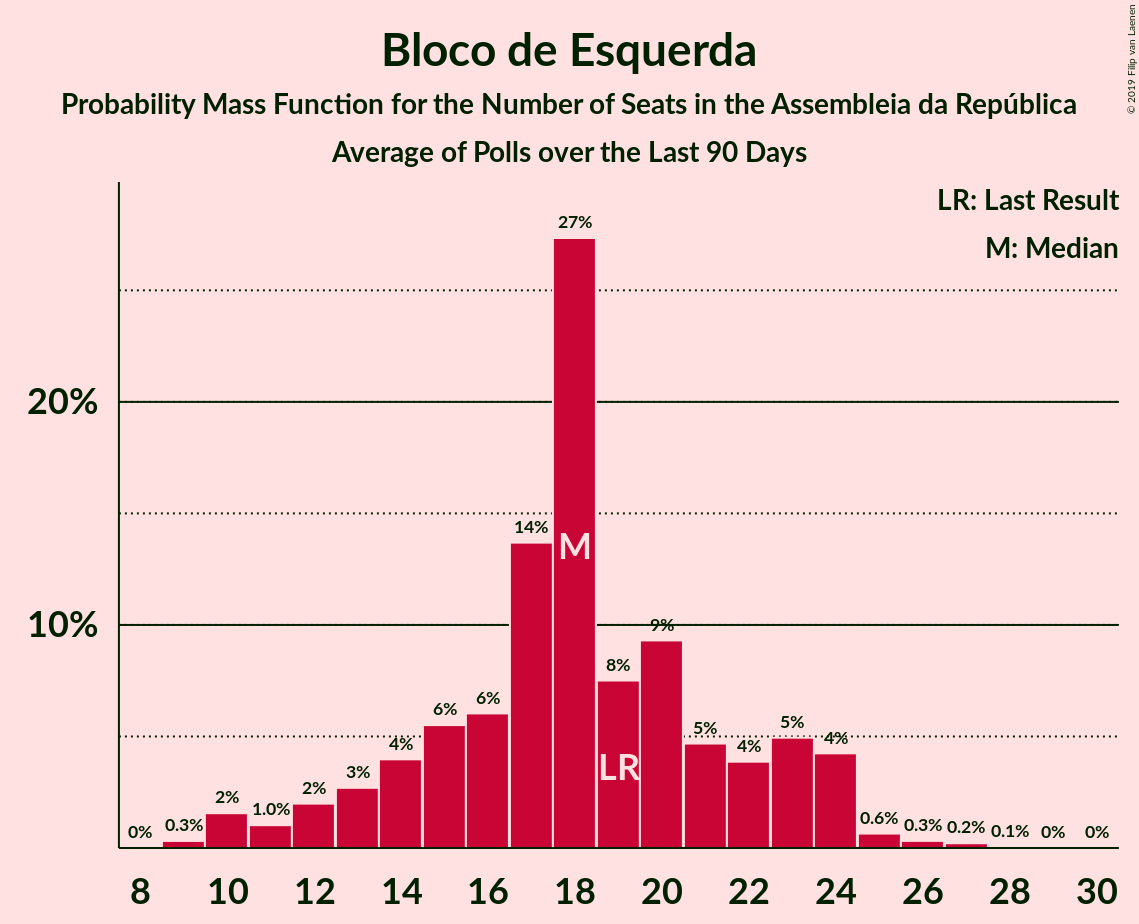 Bloco de Esquerda
Probability Mass Function for the Number of Seats in the Assembleia da República
Average of Polls over the Last 90 Days
© 2019 Filip van Laenen
LR: Last Result
M: Median
27%
20%
14%
M
10%
9%
8%
6%
6%
5%
5%
4%
4%
4%
LR
3%
2%
2%
1.0%
0.6%
0%
0.3%
0.3%
0.2%
0.1%
0%
0%
8 10 12 14 16 18 20 22 24 26 28 30